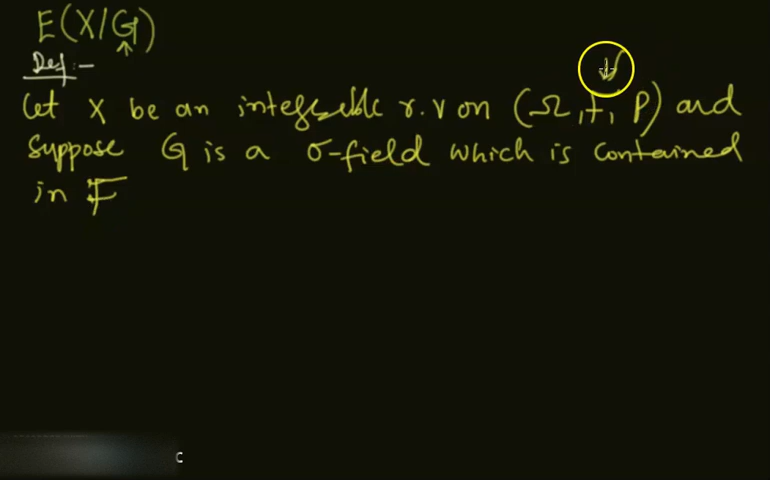 E(X/G)
Def:-
Let X be an integrable r.v on (Ω, F, P) and
Suppose G is a σ-field which is contained
in F
c